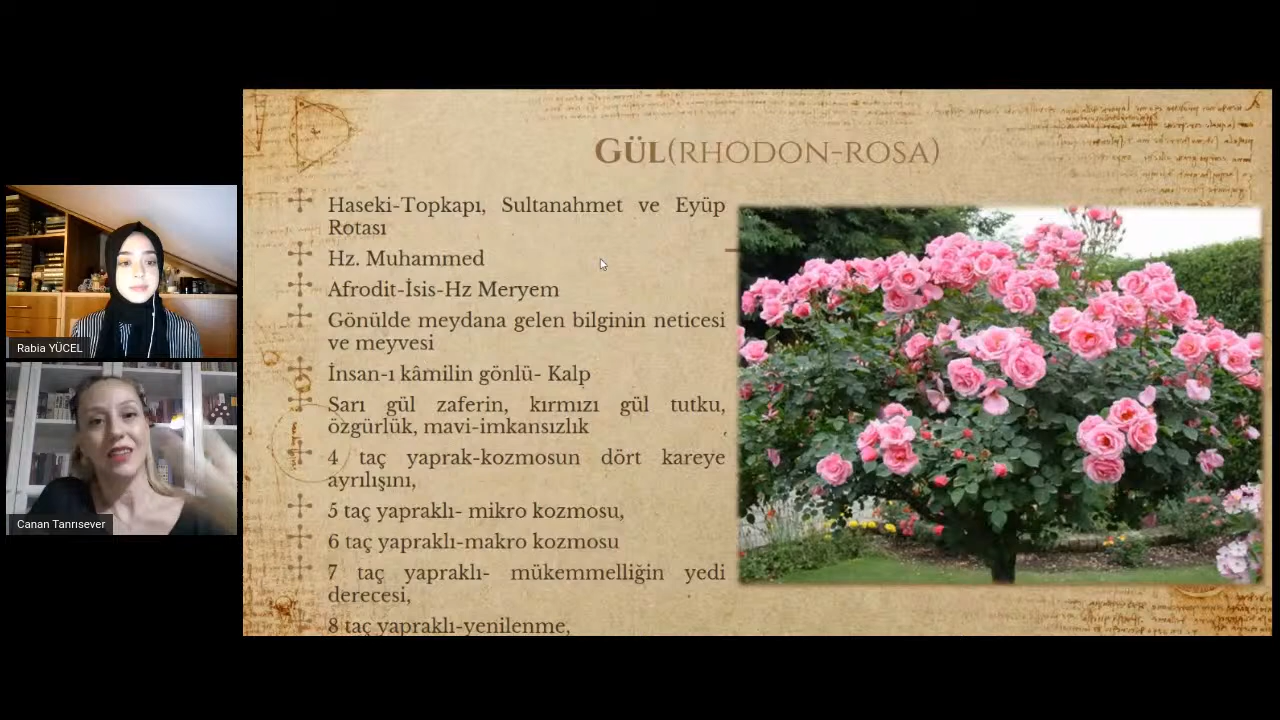 GÜL(RHODON-ROSA)
Haseki-Topkapı, Sultanahmet ve Eyüp
Rotası
Hz. Muhammed
Afrodit-İsis-Hz Meryem
Gönülde meydana gelen bilginin neticesi
ve meyvesi
İnsan-ı kâmilin gönlü- Kalp
Sarı gül zaferin, kırmızı gül tutku,
özgürlük, mavi-imkansızlık
4 taç yaprak-kozmosun dört kareye
ayrılışını,
5 taç yapraklı- mikro kozmosu,
6 taç yapraklı-makro kozmosu
7 taç yapraklı- mükemmelliğin yedi
derecesi,
8 taç yapraklı-yenilenme,
Rabia YÜCEL
Canan Tanrısever